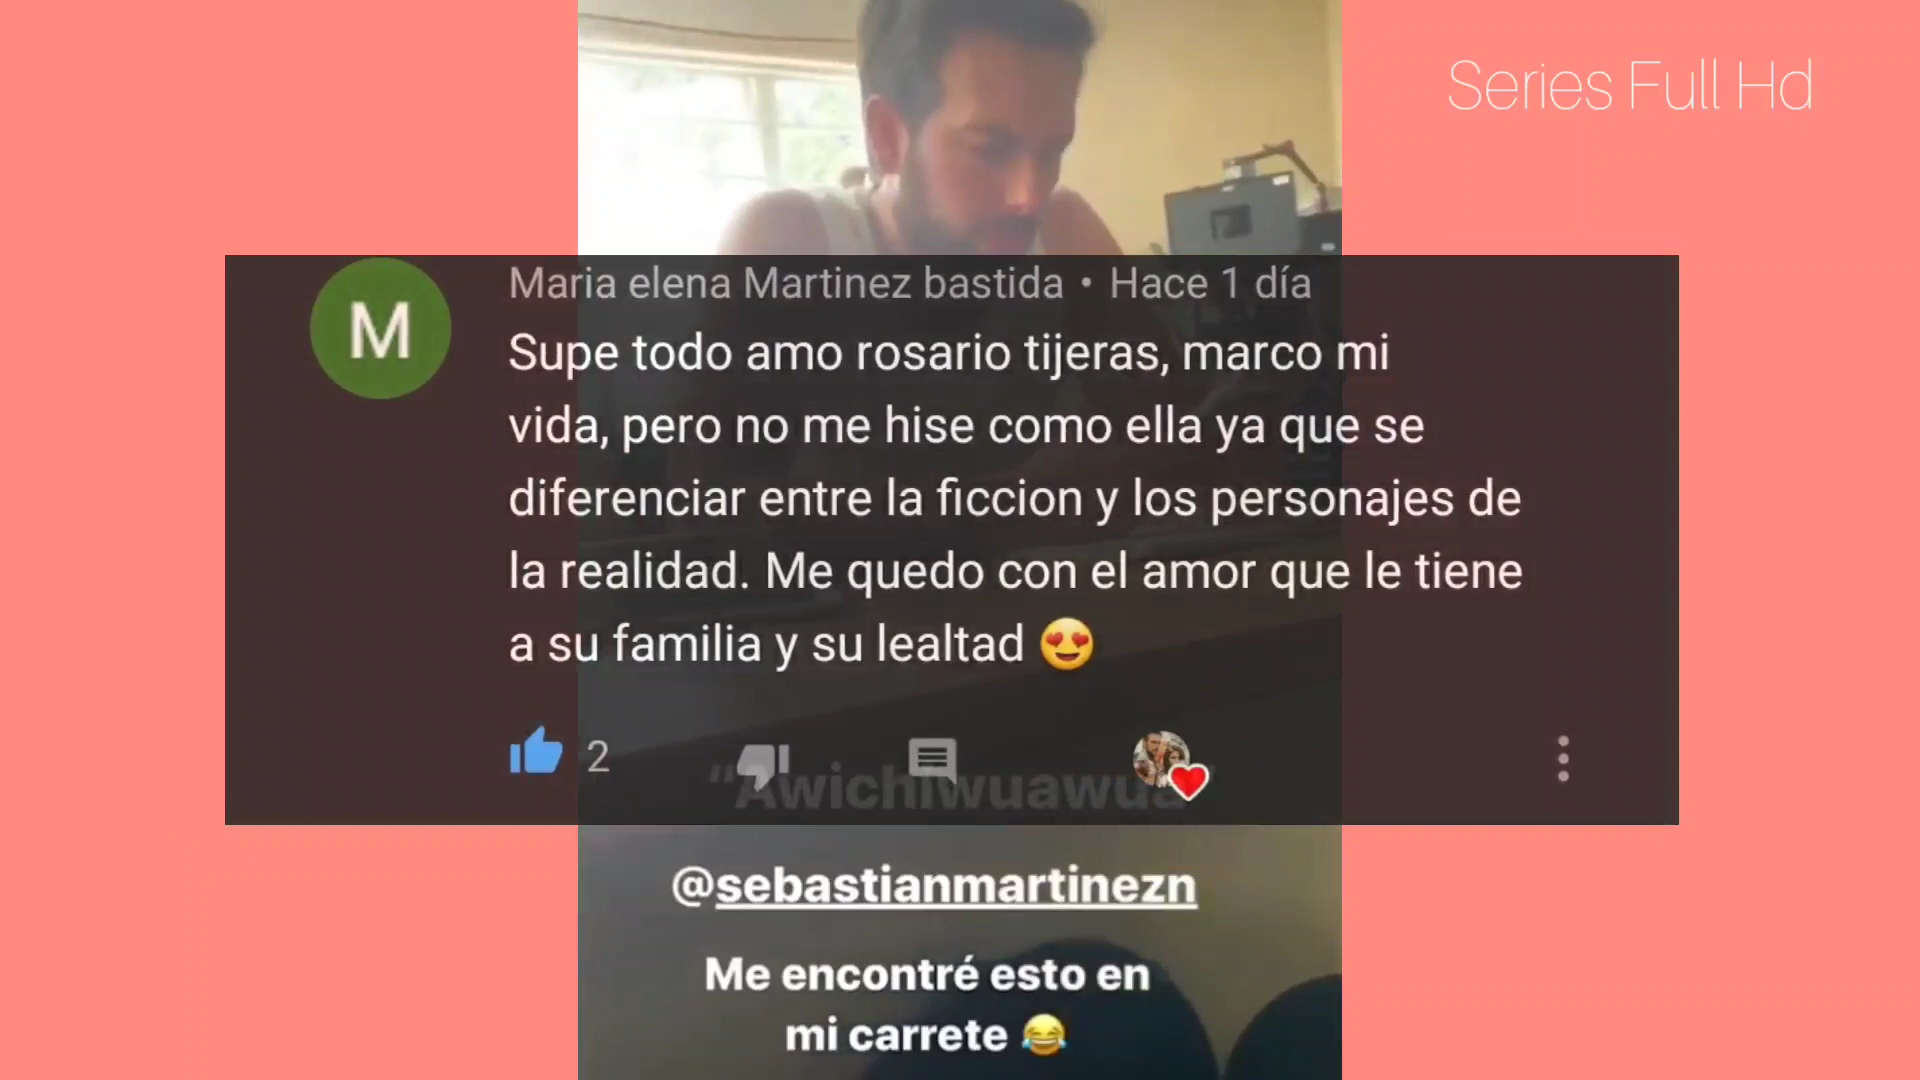 Series Full Hd
M
Maria elena Martinez bastida • Hace 1 día
Supe todo amo rosario tijeras, marco mi
vida, pero no me hise como ella ya que se
diferenciar entre la ficcion y los personajes de
la realidad. Me quedo con el amor que le tiene
a su familia y su lealtad 😍
2
"Awichiwuawua"
@sebastianmartinezn
Me encontré esto en
mi carrete 😂